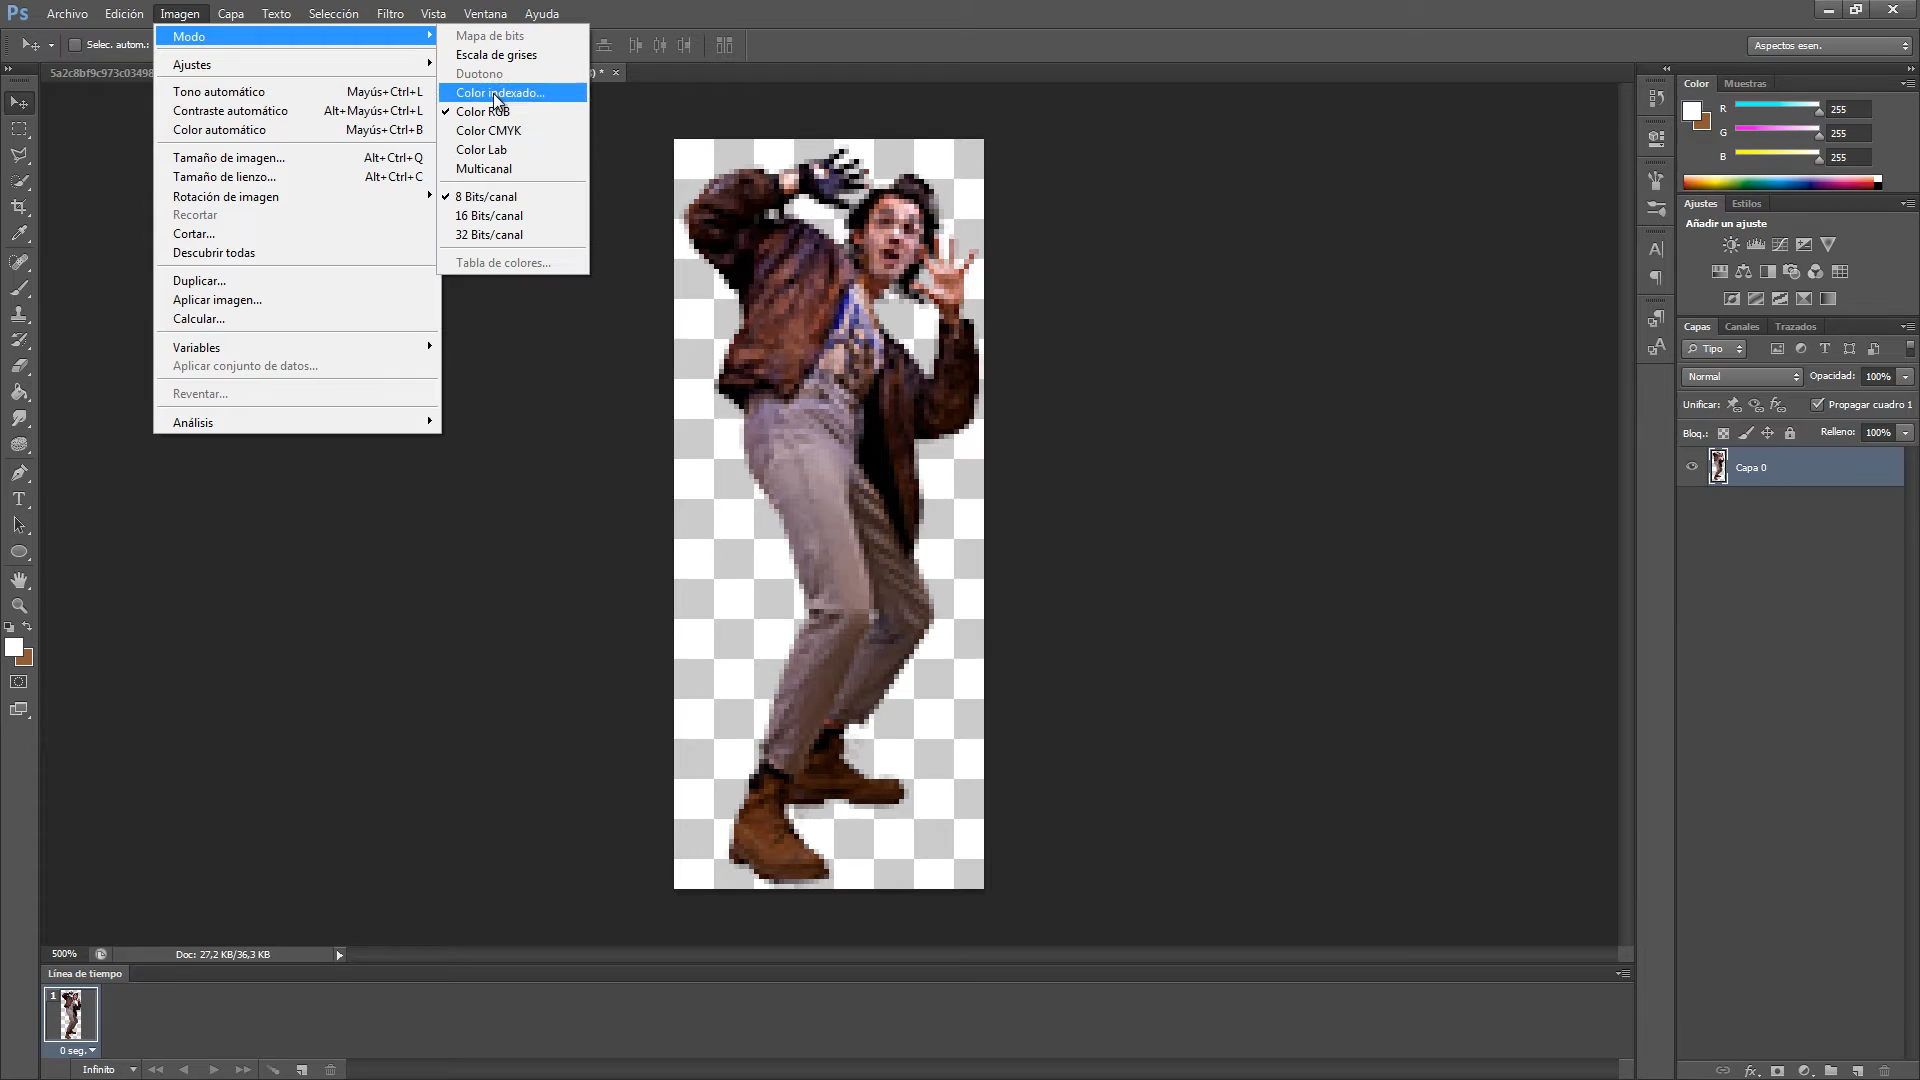 Ps Archivo Edición Imagen Capa Texto Selección Filtro Vista Ventana Ayuda
Selec. autom.:
Aspectos esen.
5a2c8bf9c973c03498
) * ×
Modo
Ajustes
Tono automático Mayús+Ctrl+L
Contraste automático Alt+Mayús+Ctrl+L
Color automático Mayús+Ctrl+B
Tamaño de imagen... Alt+Ctrl+Q
Tamaño de lienzo... Alt+Ctrl+C
Rotación de imagen
Recortar
Cortar...
Descubrir todas
Duplicar...
Aplicar imagen...
Calcular...
Variables
Aplicar conjunto de datos...
Reventar...
Análisis
Mapa de bits
Escala de grises
Duotono
Color indexado...
Color RGB
Color CMYK
Color Lab
Multicanal
8 Bits/canal
16 Bits/canal
32 Bits/canal
Tabla de colores...
Color Muestras
R 255
G 255
B 255
Ajustes Estilos
Añadir un ajuste
Capas Canales Trazados
Tipo
Normal Opacidad: 100%
Unificar: Propagar cuadro 1
Bloq.: Relleno: 100%
Capa 0
500% Doc: 27,2 KB/36,3 KB
Línea de tiempo
1
0 seg.
Infinito